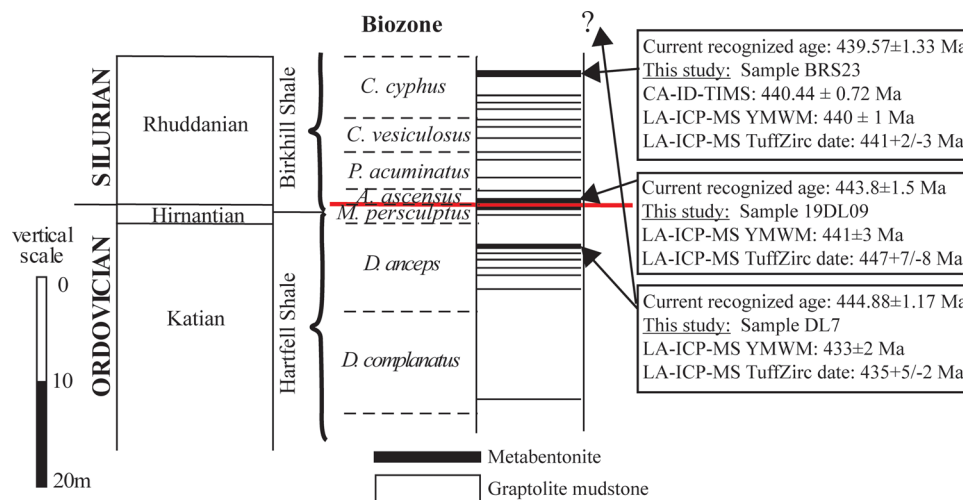 Biozone
?
SILURIAN
Rhuddanian
Birkhill Shale
C. cyphus
C. vesiculosus
P. acuminatus
A. ascensus
M. persculptus
Hirnantian
ORDOVICIAN
Katian
Hartfell Shale
D. anceps
D. complanatus
vertical
scale
0
10
20m
Current recognized age: 439.57±1.33 Ma
This study: Sample BRS23
CA-ID-TIMS: 440.44 ± 0.72 Ma
LA-ICP-MS YMWM: 440 ± 1 Ma
LA-ICP-MS TuffZirc date: 441+2/-3 Ma
Current recognized age: 443.8±1.5 Ma
This study: Sample 19DL09
LA-ICP-MS YMWM: 441±3 Ma
LA-ICP-MS TuffZirc date: 447+7/-8 Ma
Current recognized age: 444.88±1.17 Ma
This study: Sample DL7
LA-ICP-MS YMWM: 433±2 Ma
LA-ICP-MS TuffZirc date: 435+5/-2 Ma
Metabentonite
Graptolite mudstone